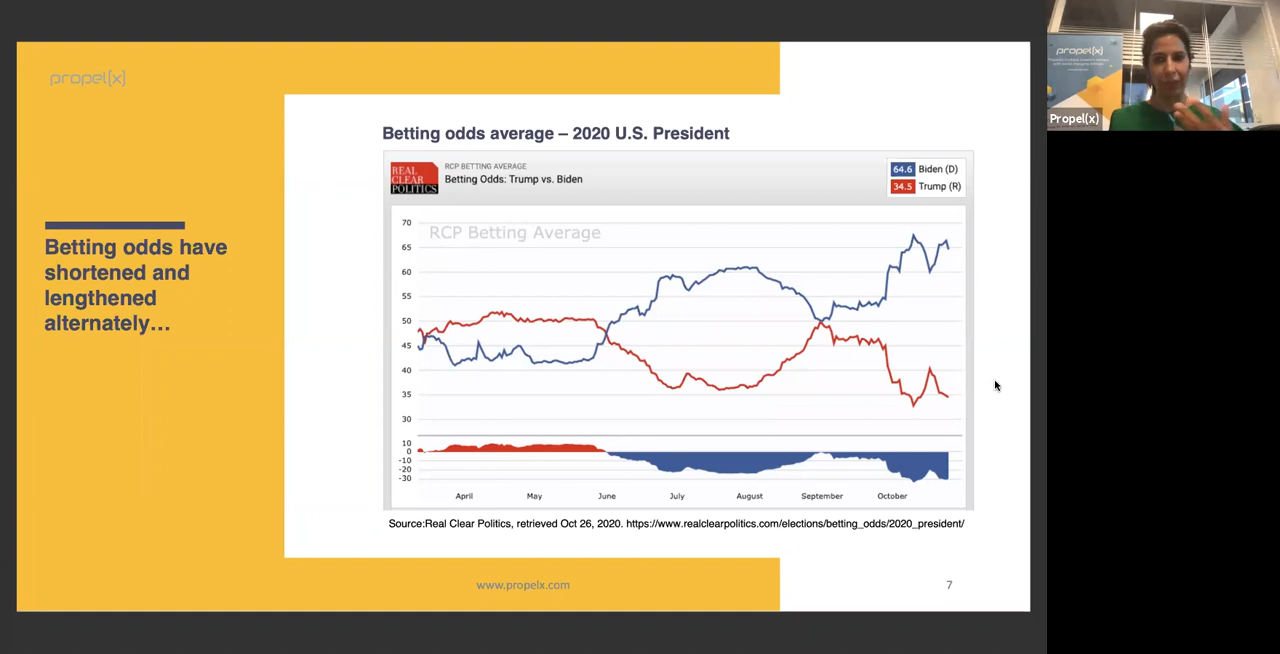 propel(x)
Betting odds have
shortened and
lengthened
alternately…
Betting odds average – 2020 U.S. President
REAL
CLEAR
POLITICS
RCP BETTING AVERAGE
Betting Odds: Trump vs. Biden
64.6 Biden (D)
34.5 Trump (R)
RCP Betting Average
70
65
60
55
50
45
40
35
30
10
0
-10
-20
-30
April May June July August September October
Source:Real Clear Politics, retrieved Oct 26, 2020. https://www.realclearpolitics.com/elections/betting_odds/2020_president/
www.propelx.com
7
propel(x)
Propel(x)